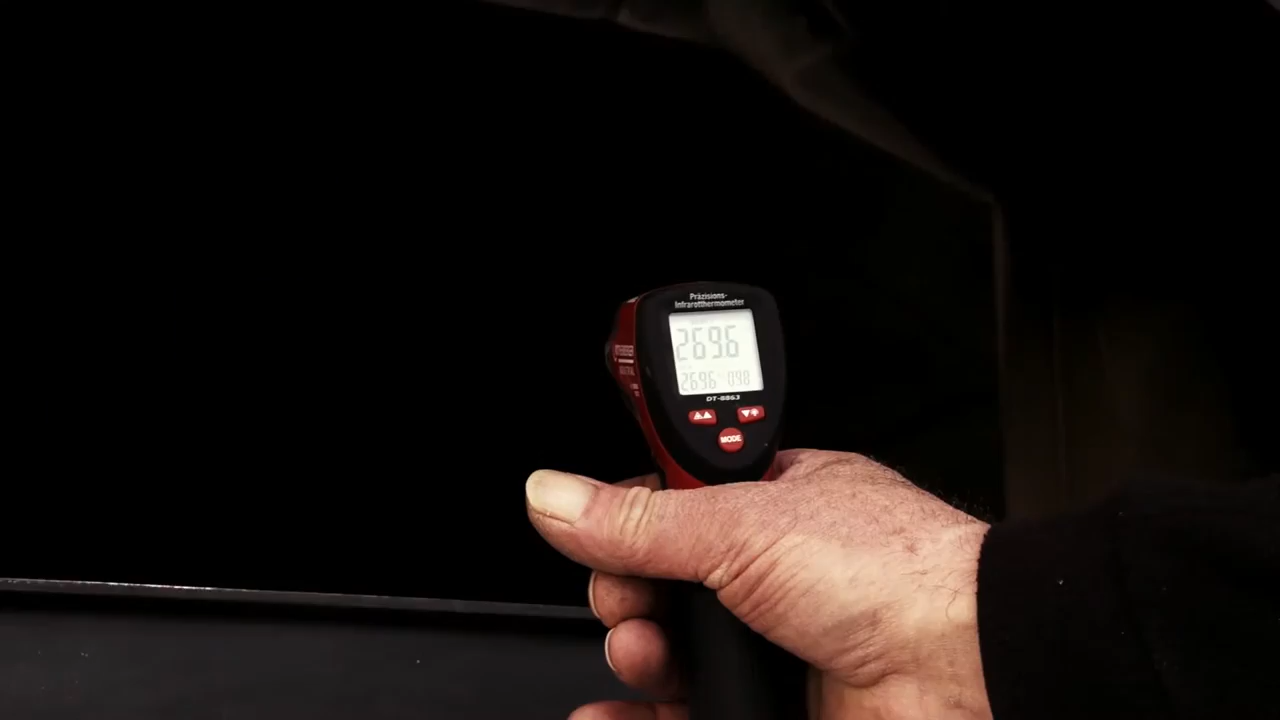 Präzisions-
Infrarotthermometer
269.6
269.6 0.98
DT-8863
MODE